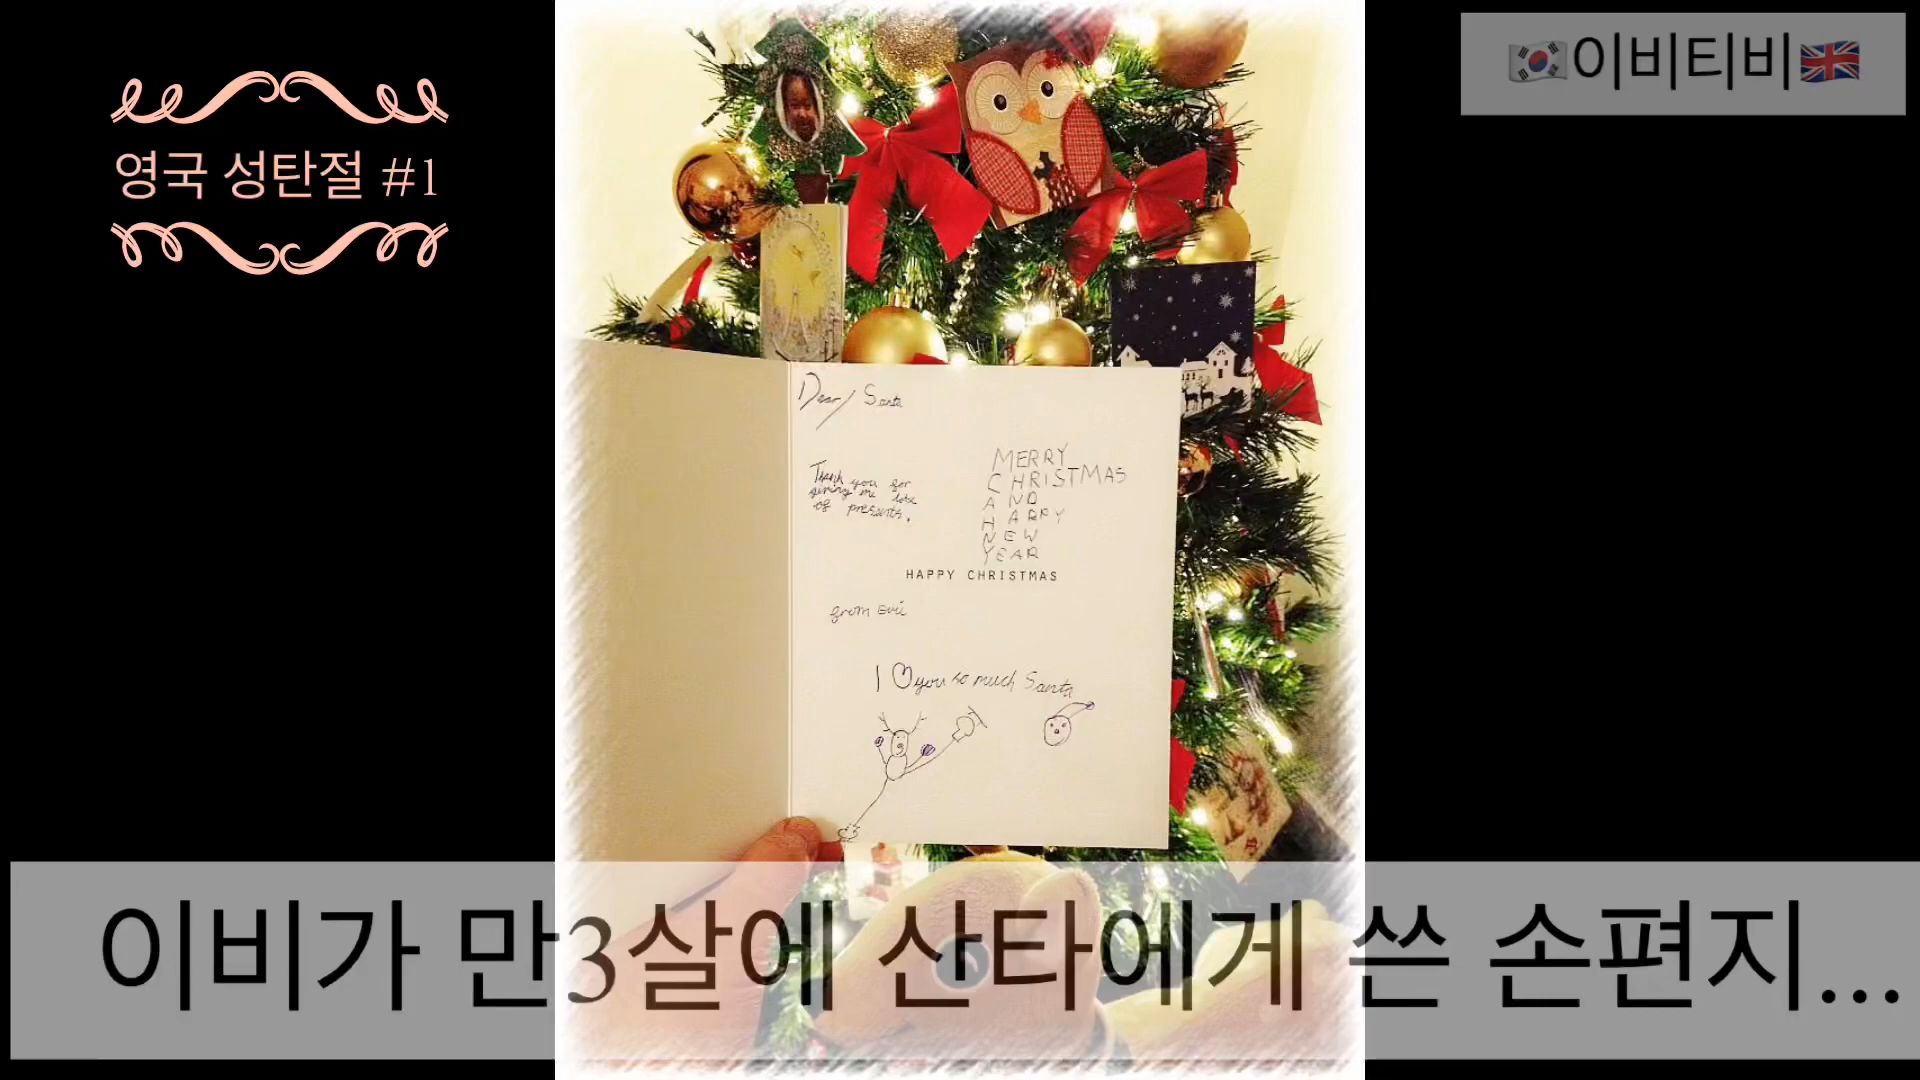 영국 성탄절 #1
🇰🇷이비티비🇬🇧
Dear/ Santa
Thank you for
giving me lots
of presents.
MERRY
CHRISTMAS
AND
HAPPY
NEW
YEAR
HAPPY CHRISTMAS
from Evie
I ♡ you so much Santa
이비가 만3살에 산타에게 쓴 손편지...